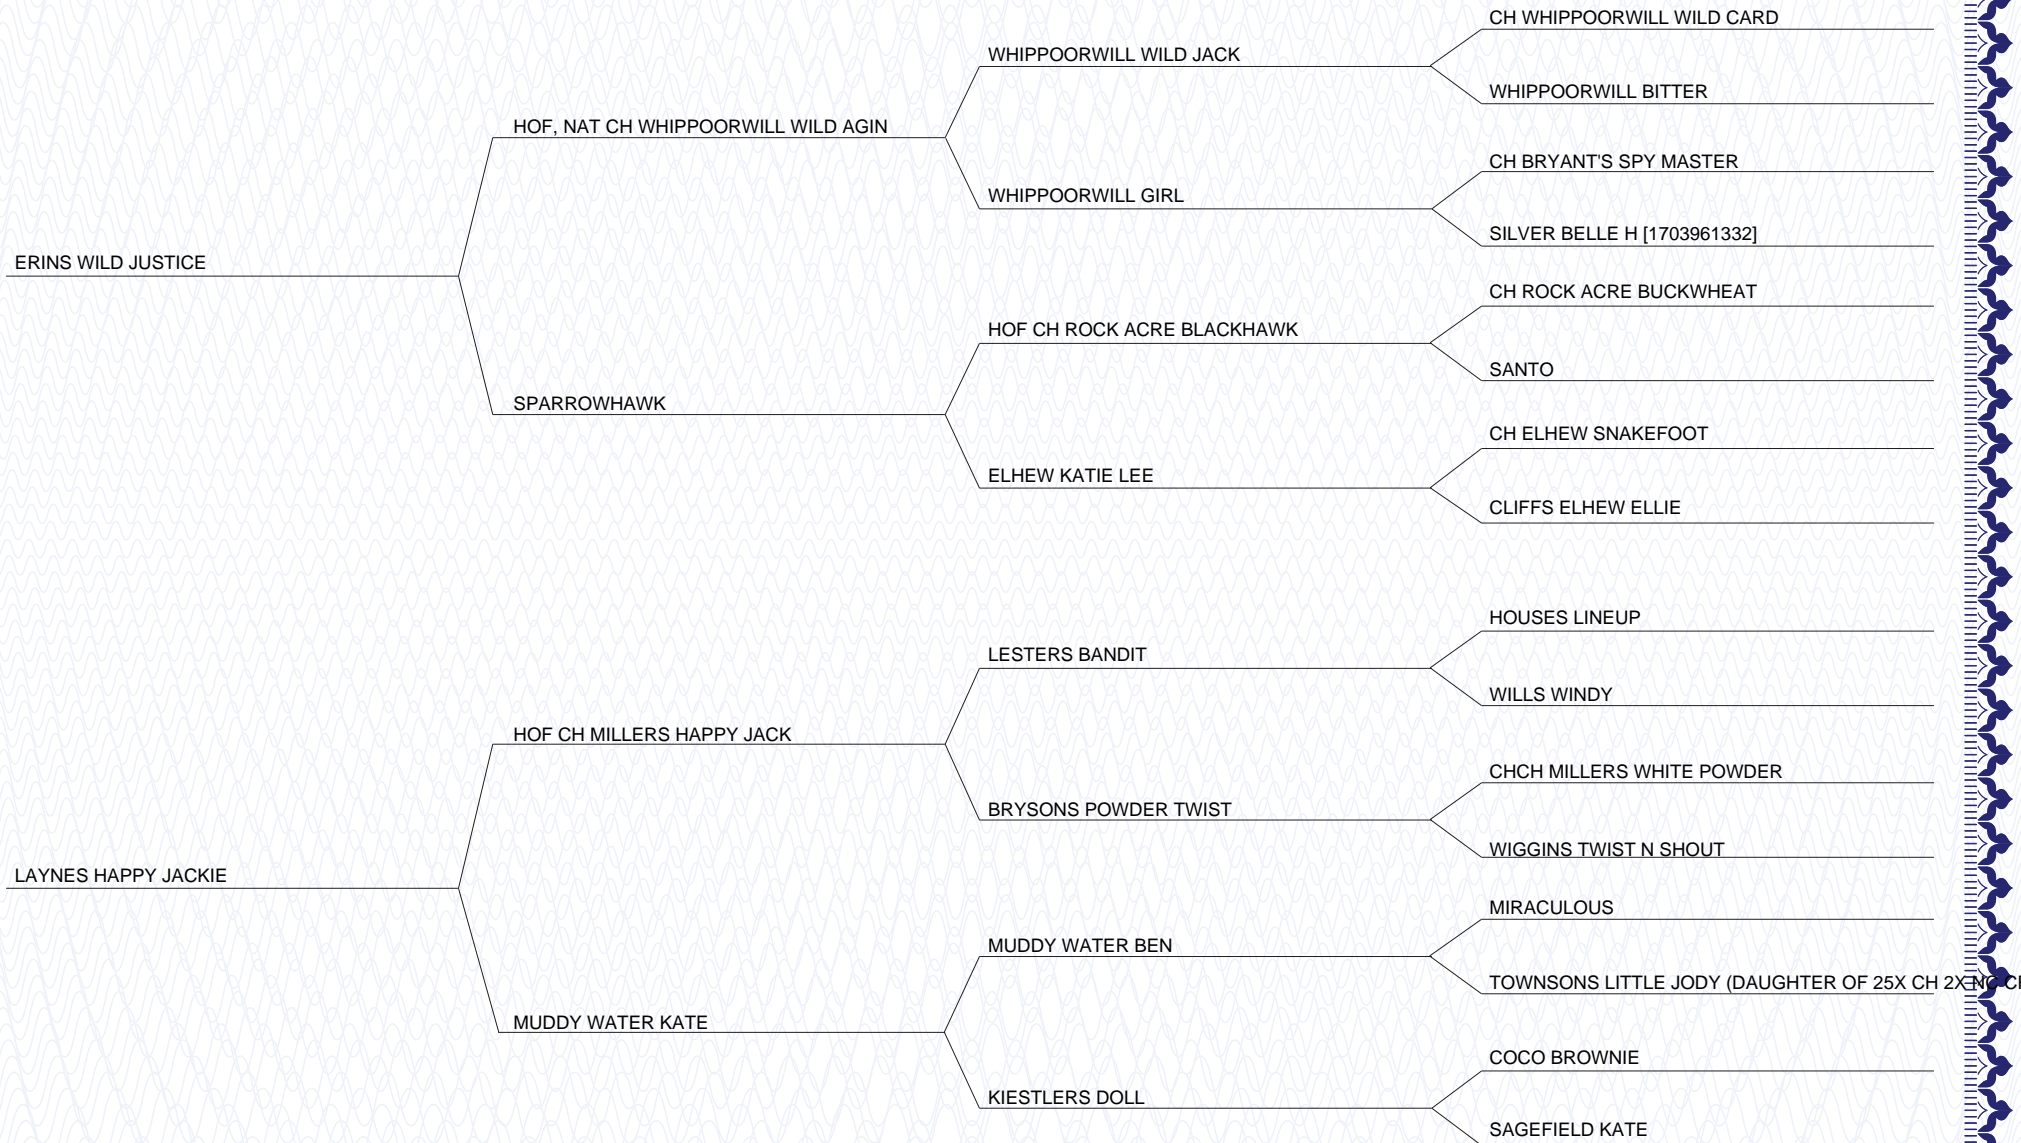 CH WHIPPOORWILL WILD CARD
WHIPPOORWILL WILD JACK
WHIPPOORWILL BITTER
HOF, NAT CH WHIPPOORWILL WILD AGIN
CH BRYANT'S SPY MASTER
WHIPPOORWILL GIRL
SILVER BELLE H [1703961332]
ERINS WILD JUSTICE
CH ROCK ACRE BUCKWHEAT
HOF CH ROCK ACRE BLACKHAWK
SANTO
SPARROWHAWK
CH ELHEW SNAKEFOOT
ELHEW KATIE LEE
CLIFFS ELHEW ELLIE
HOUSES LINEUP
LESTERS BANDIT
WILLS WINDY
HOF CH MILLERS HAPPY JACK
CHCH MILLERS WHITE POWDER
BRYSONS POWDER TWIST
WIGGINS TWIST N SHOUT
LAYNES HAPPY JACKIE
MIRACULOUS
MUDDY WATER BEN
TOWNSONS LITTLE JODY (DAUGHTER OF 25X CH 2X NC
MUDDY WATER KATE
COCO BROWNIE
KIESTLERS DOLL
SAGEFIELD KATE